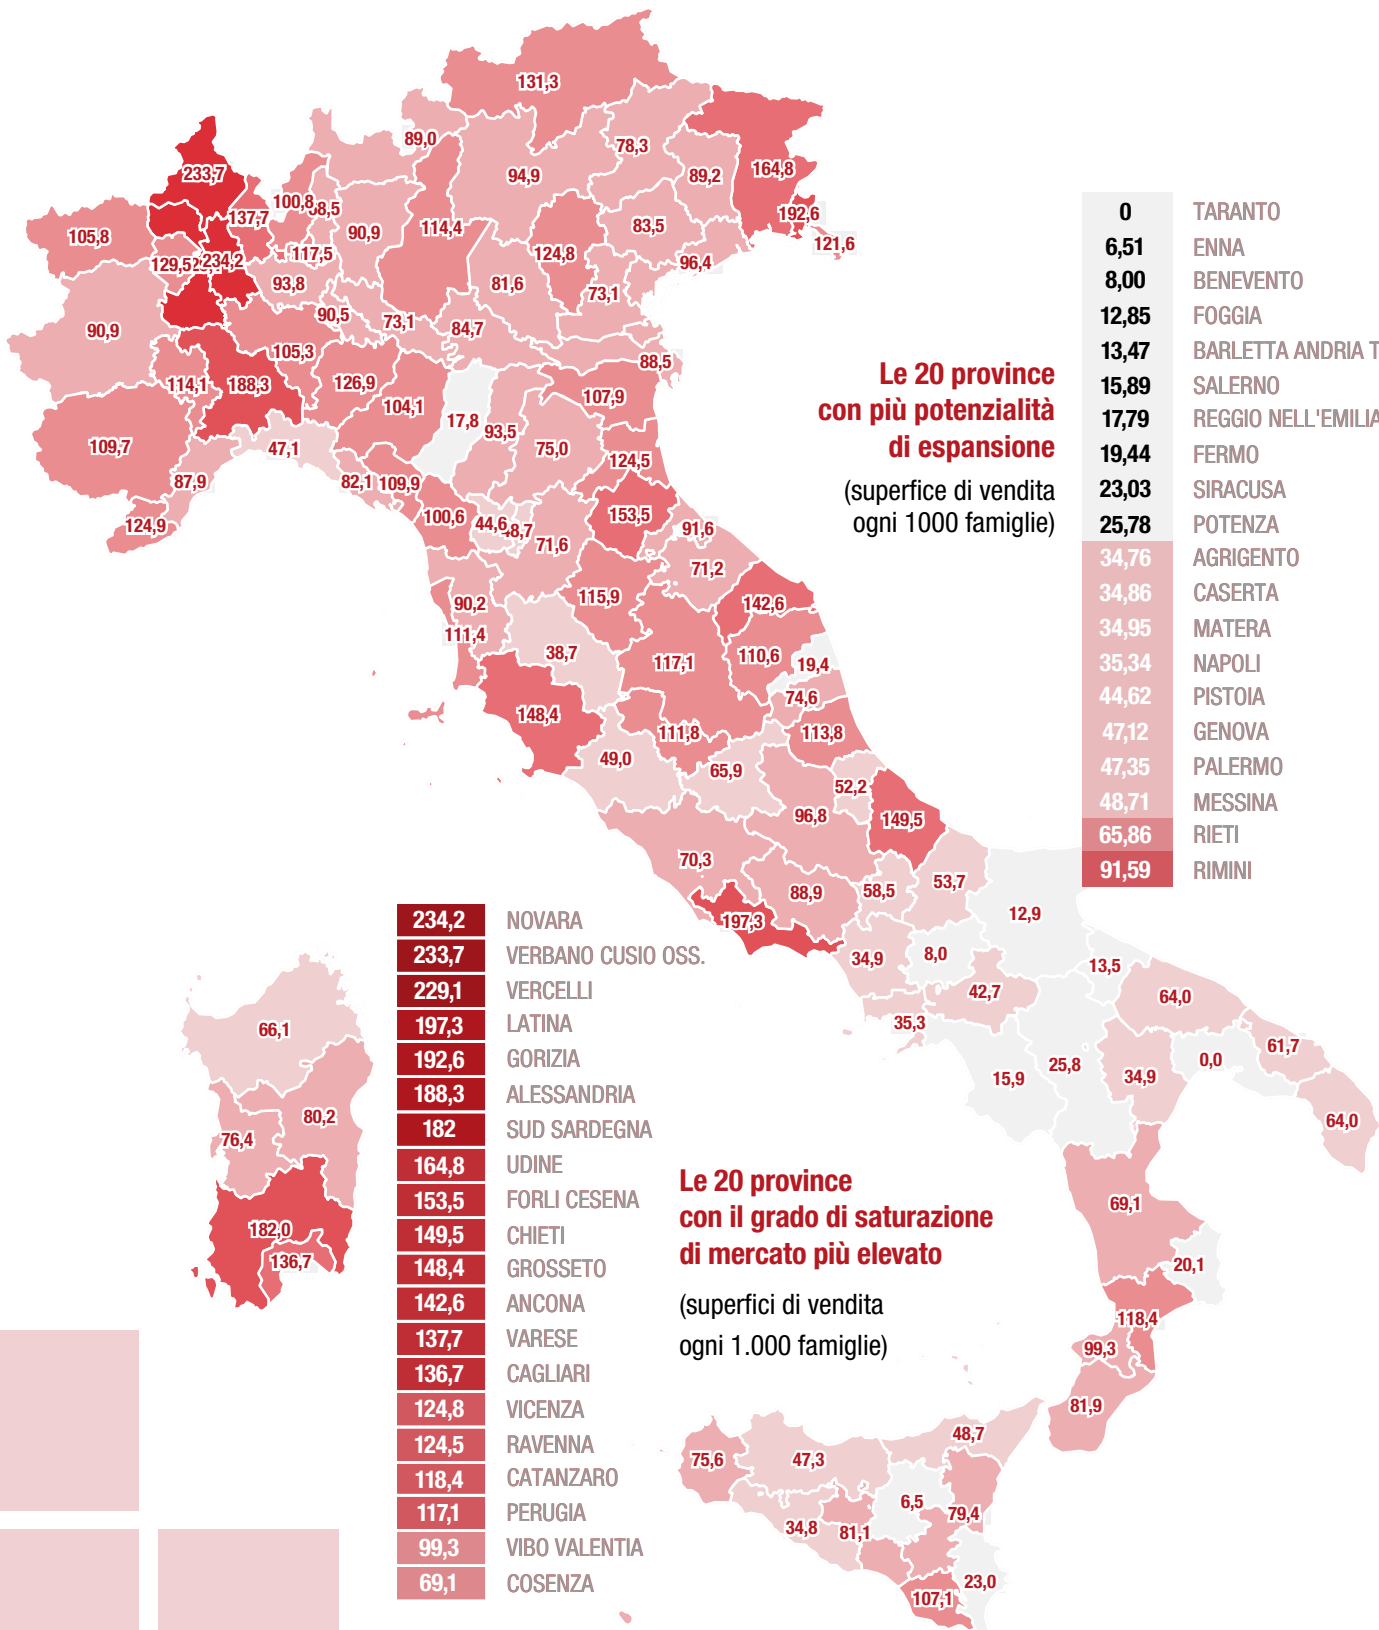 131,3
89,0
78,3
94,9
89,2
164,8
233,7
100,8
137,7
90,9
114,4
83,5
192,6
105,8
124,8
121,6
117,5
129,5
234,2
96,4
93,8
81,6
73,1
90,5
73,1
84,7
90,9
105,3
88,5
114,1
188,3
126,9
107,9
104,1
17,8
93,5
109,7
47,1
75,0
124,5
87,9
82,1
109,9
100,6
153,5
124,9
44,6
71,6
91,6
71,2
90,2
115,9
142,6
111,4
38,7
117,1
110,6
19,4
74,6
148,4
111,8
113,8
49,0
65,9
52,2
96,8
149,5
70,3
88,9
58,5
53,7
197,3
12,9
34,9
8,0
13,5
42,7
64,0
35,3
15,9
25,8
34,9
0,0
61,7
64,0
69,1
20,1
118,4
99,3
81,9
66,1
80,2
76,4
182,0
136,7
48,7
75,6
47,3
6,5
79,4
34,8
81,1
23,0
107,1
Le 20 province
con più potenzialità
di espansione
(superfice di vendita
ogni 1000 famiglie)
0 TARANTO
6,51 ENNA
8,00 BENEVENTO
12,85 FOGGIA
13,47 BARLETTA ANDRIA T
15,89 SALERNO
17,79 REGGIO NELL'EMILIA
19,44 FERMO
23,03 SIRACUSA
25,78 POTENZA
34,76 AGRIGENTO
34,86 CASERTA
34,95 MATERA
35,34 NAPOLI
44,62 PISTOIA
47,12 GENOVA
47,35 PALERMO
48,71 MESSINA
65,86 RIETI
91,59 RIMINI
234,2 NOVARA
233,7 VERBANO CUSIO OSS.
229,1 VERCELLI
197,3 LATINA
192,6 GORIZIA
188,3 ALESSANDRIA
182 SUD SARDEGNA
164,8 UDINE
153,5 FORLI CESENA
149,5 CHIETI
148,4 GROSSETO
142,6 ANCONA
137,7 VARESE
136,7 CAGLIARI
124,8 VICENZA
124,5 RAVENNA
118,4 CATANZARO
117,1 PERUGIA
99,3 VIBO VALENTIA
69,1 COSENZA
Le 20 province
con il grado di saturazione
di mercato più elevato
(superfici di vendita
ogni 1.000 famiglie)